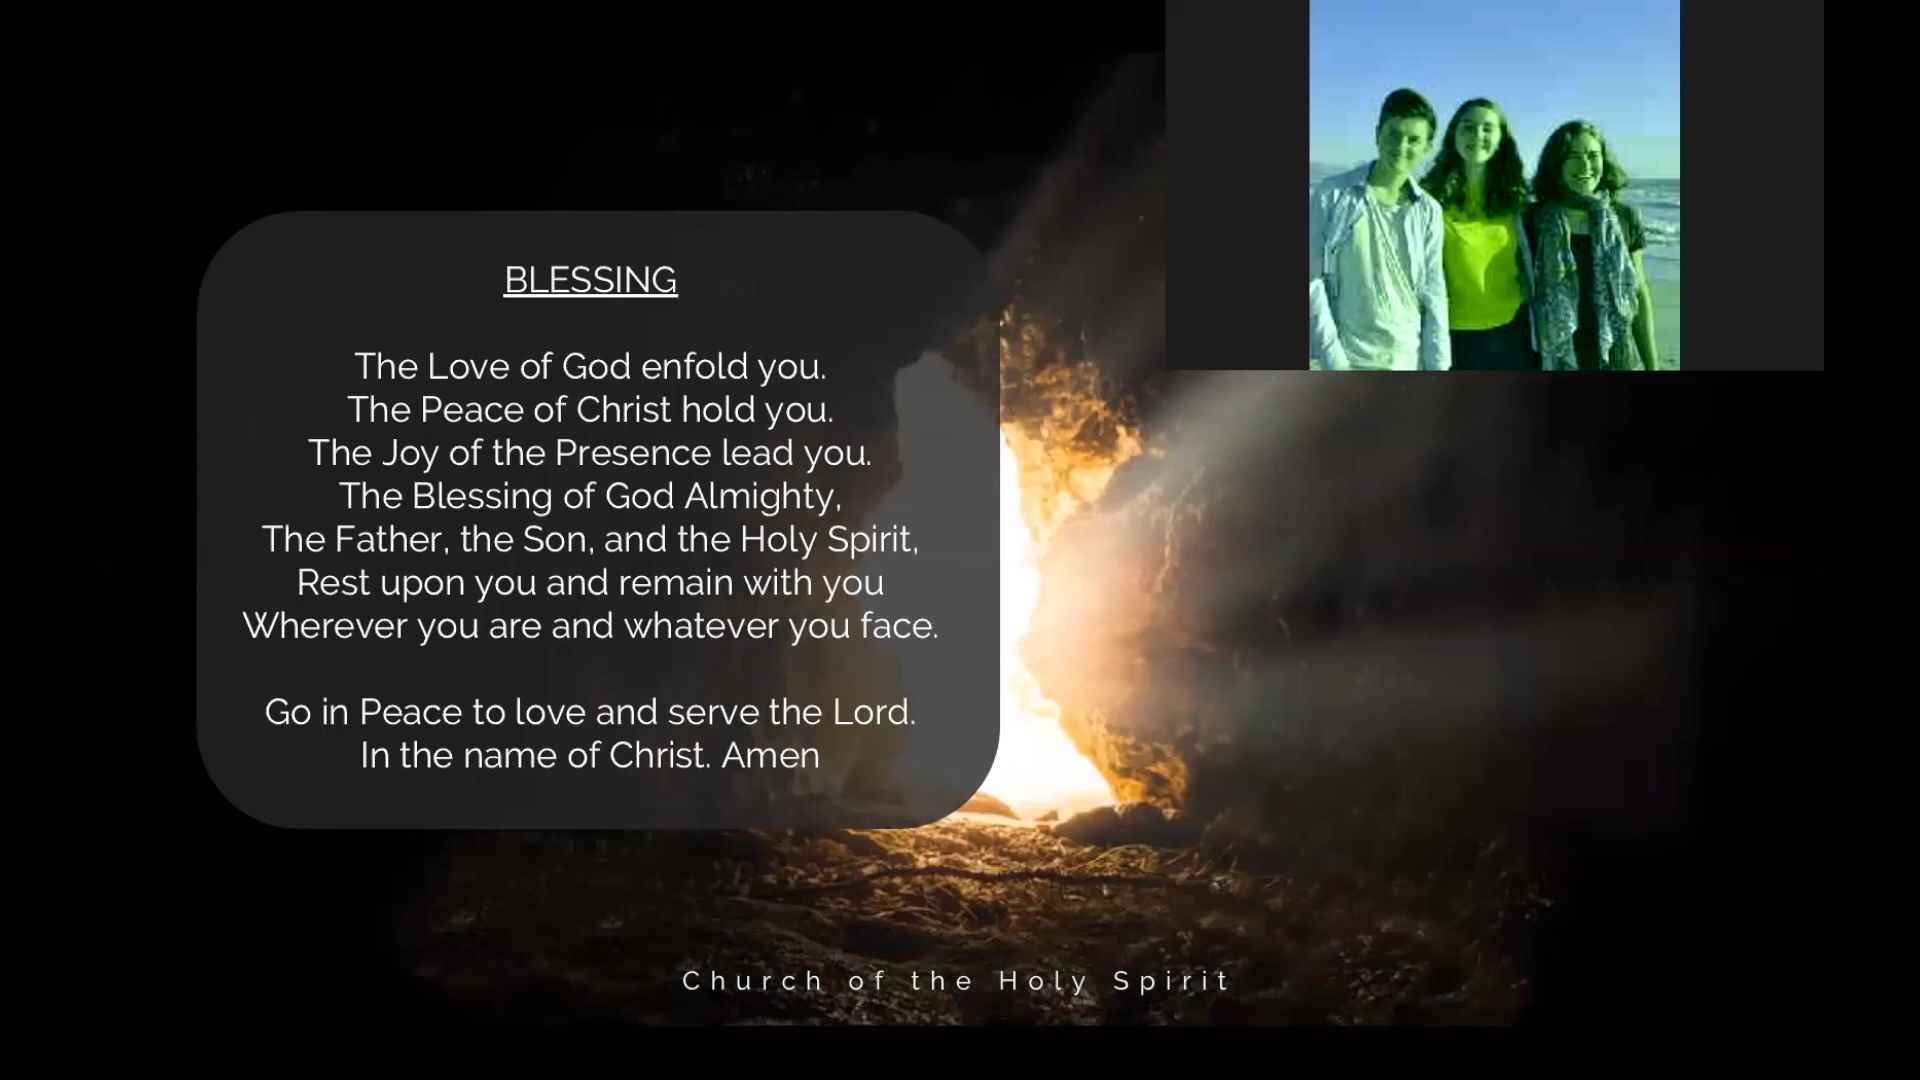 BLESSING
The Love of God enfold you.
The Peace of Christ hold you.
The Joy of the Presence lead you.
The Blessing of God Almighty,
The Father, the Son, and the Holy Spirit,
Rest upon you and remain with you
Wherever you are and whatever you face.
Go in Peace to love and serve the Lord.
In the name of Christ. Amen
Church of the Holy Spirit